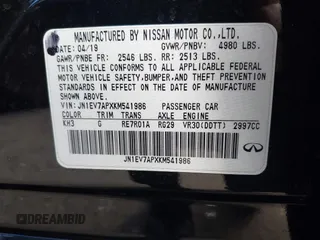 MANUFACTURED BY NISSAN MOTOR CO.,LTD.
DATE: 04/19 GVWR/PNBV: 4980 LBS.
GAWR/PNBE FR: 2546 LBS. RR: 2513 LBS.
THIS VEHICLE CONFORMS TO ALL APPLICABLE FEDERAL
MOTOR VEHICLE SAFETY,BUMPER,AND THEFT PREVENTION
STANDARDS IN EFFECT ON THE DATE OF MANUFACTURE
SHOWN ABOVE.
VIN: JN1EV7APXKM541986 PASSENGER CAR
COLOR TRIM TRANS AXLE ENGINE
KH3 G RE7R01A RG29 VR30(DDTT) 2997CC
JN1EV7APXKM541986
INFINITI
DREAMBID